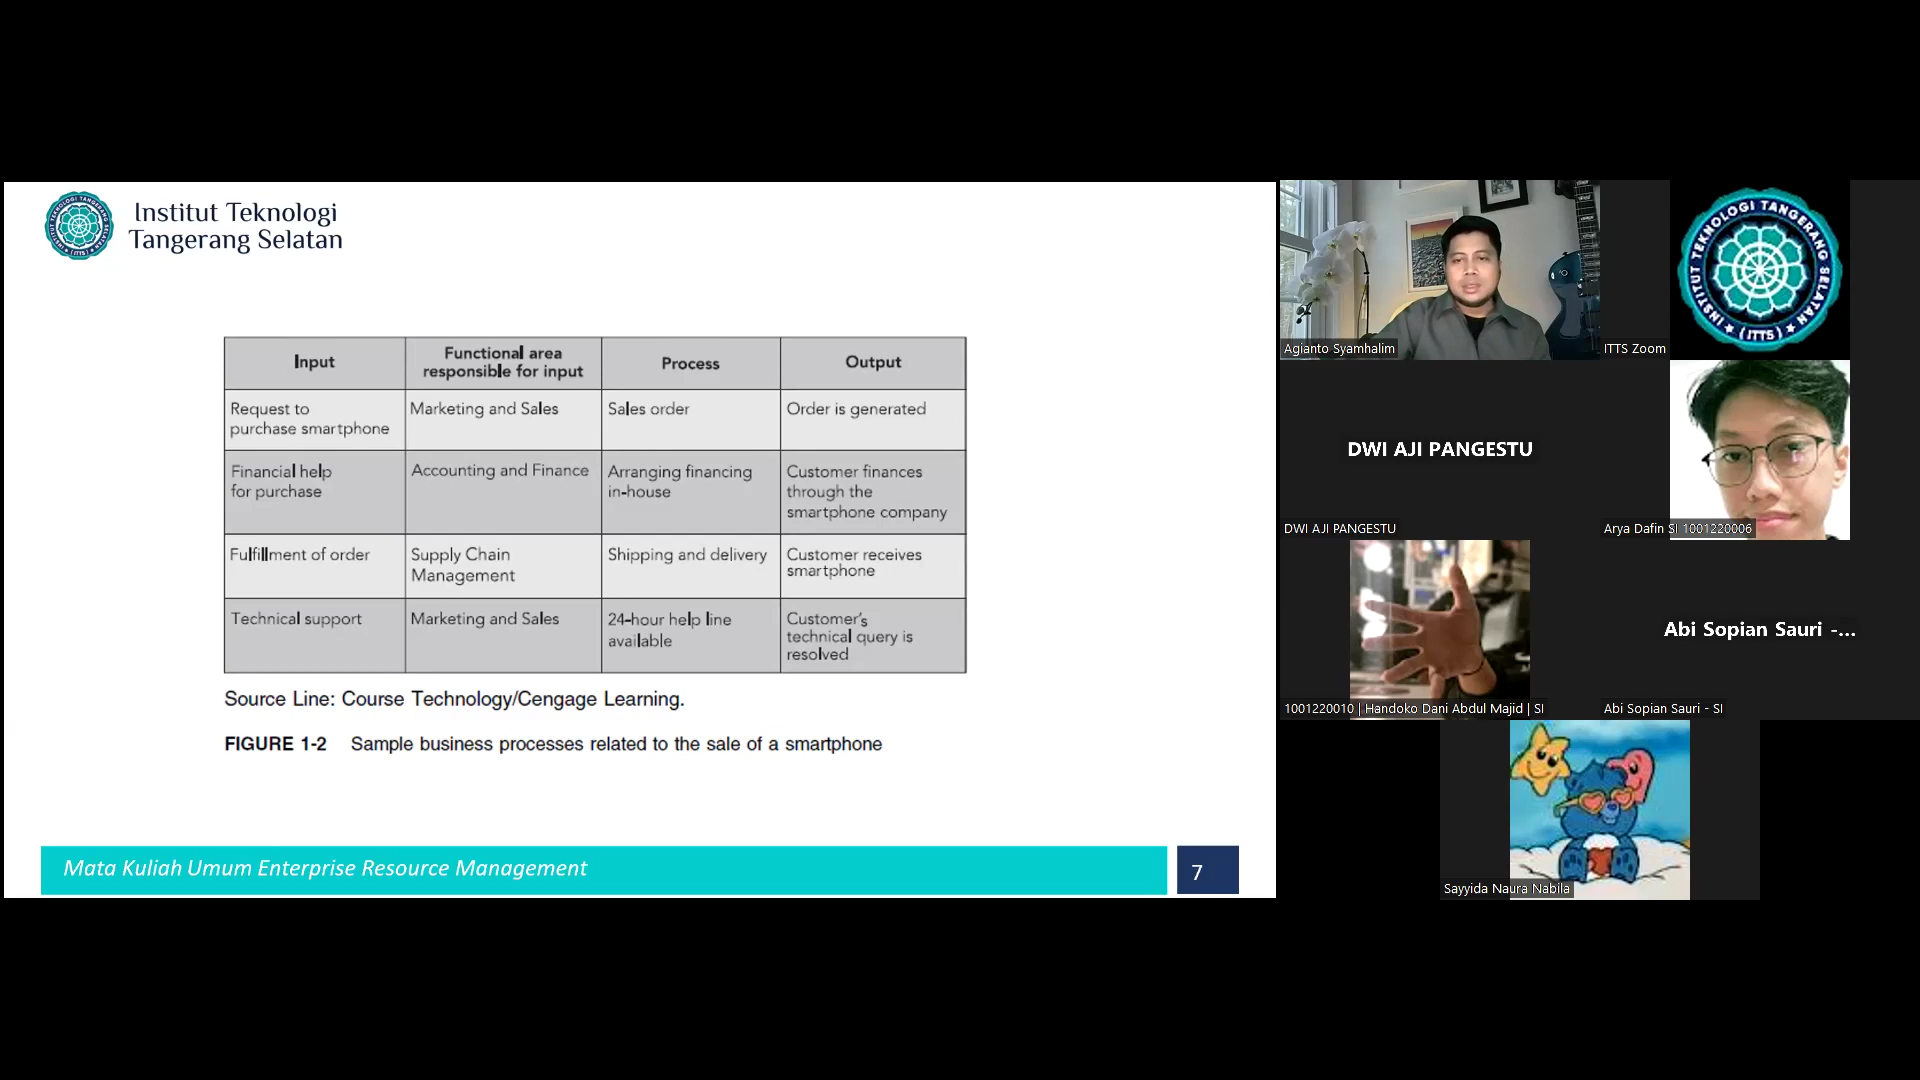 Institut Teknologi
Tangerang Selatan
Input
Functional area
responsible for input
Process
Output
Request to
purchase smartphone
Marketing and Sales
Sales order
Order is generated
Financial help
for purchase
Accounting and Finance
Arranging financing
in-house
Customer finances
through the
smartphone company
Fulfillment of order
Supply Chain
Management
Shipping and delivery
Customer receives
smartphone
Technical support
Marketing and Sales
24-hour help line
available
Customer's
technical query is
resolved
Source Line: Course Technology/Cengage Learning.
FIGURE 1-2 Sample business processes related to the sale of a smartphone
Mata Kuliah Umum Enterprise Resource Management
7
Agianto Syamhalim
INSTITUT TEKNOLOGI TANGERANG SELATAN
(ITTS)
ITTS Zoom
DWI AJI PANGESTU
DWI AJI PANGESTU
Arya Dafin SI 1001220006
1001220010 | Handoko Dani Abdul Majid | SI
Abi Sopian Sauri -...
Abi Sopian Sauri - SI
Sayyida Naura Nabila